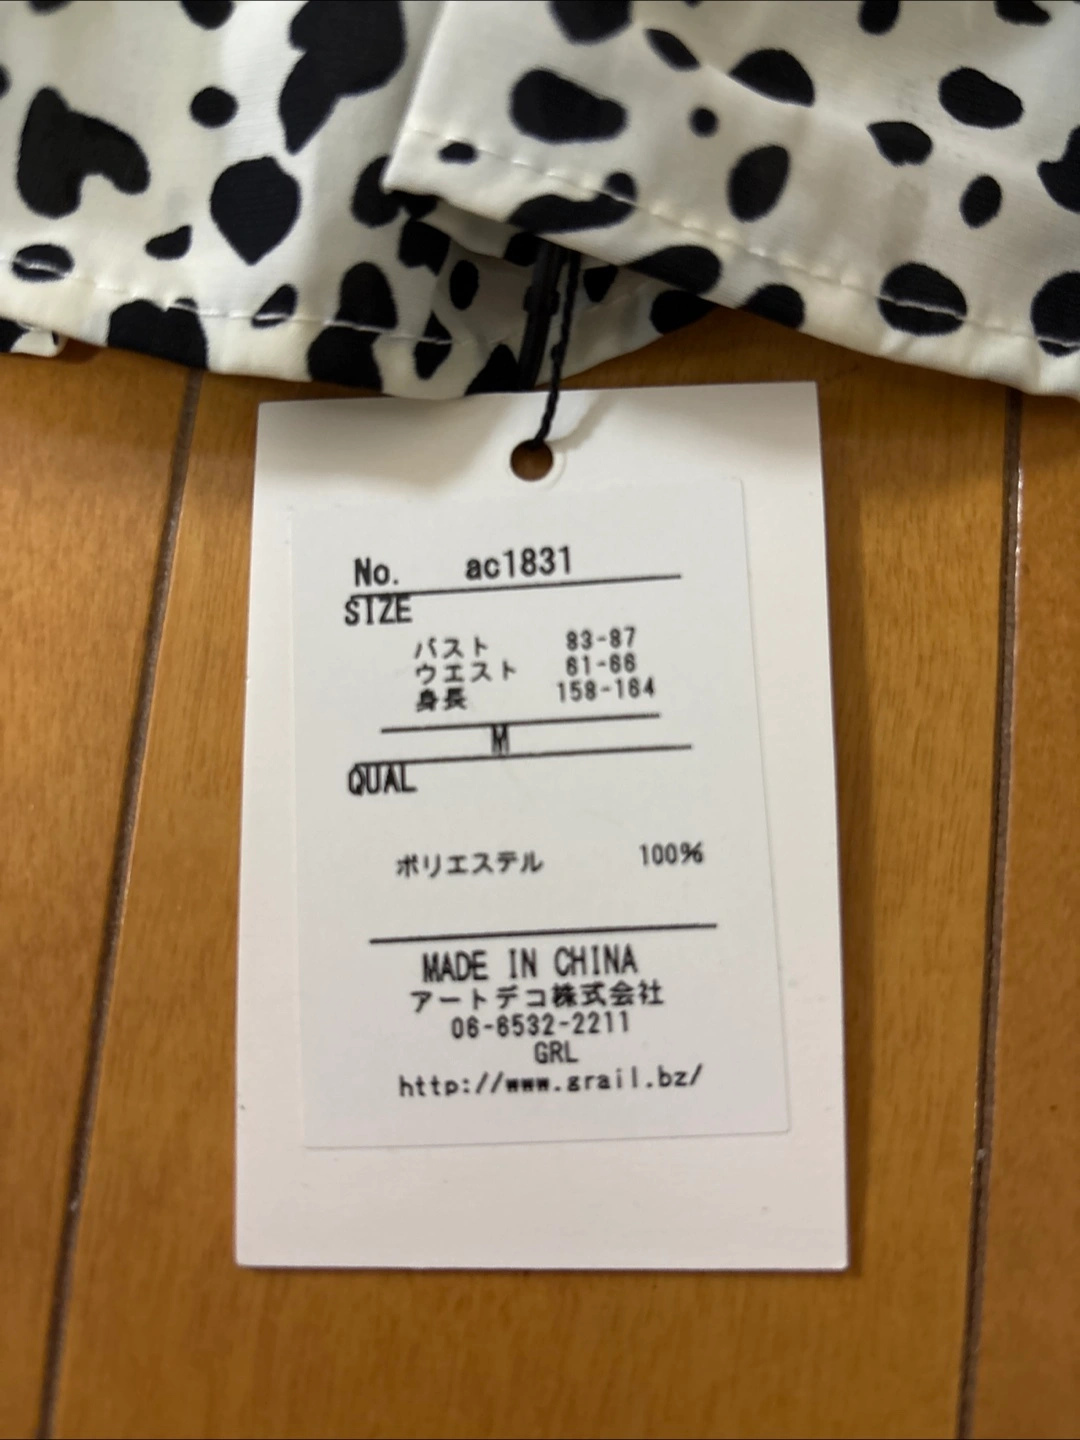 No. ac1831
SIZE
バスト 83-87
ウエスト 61-66
身長 158-164
M
QUAL
ポリエステル 100%
MADE IN CHINA
アートデコ株式会社
06-6532-2211
GRL
http://www.grail.bz/